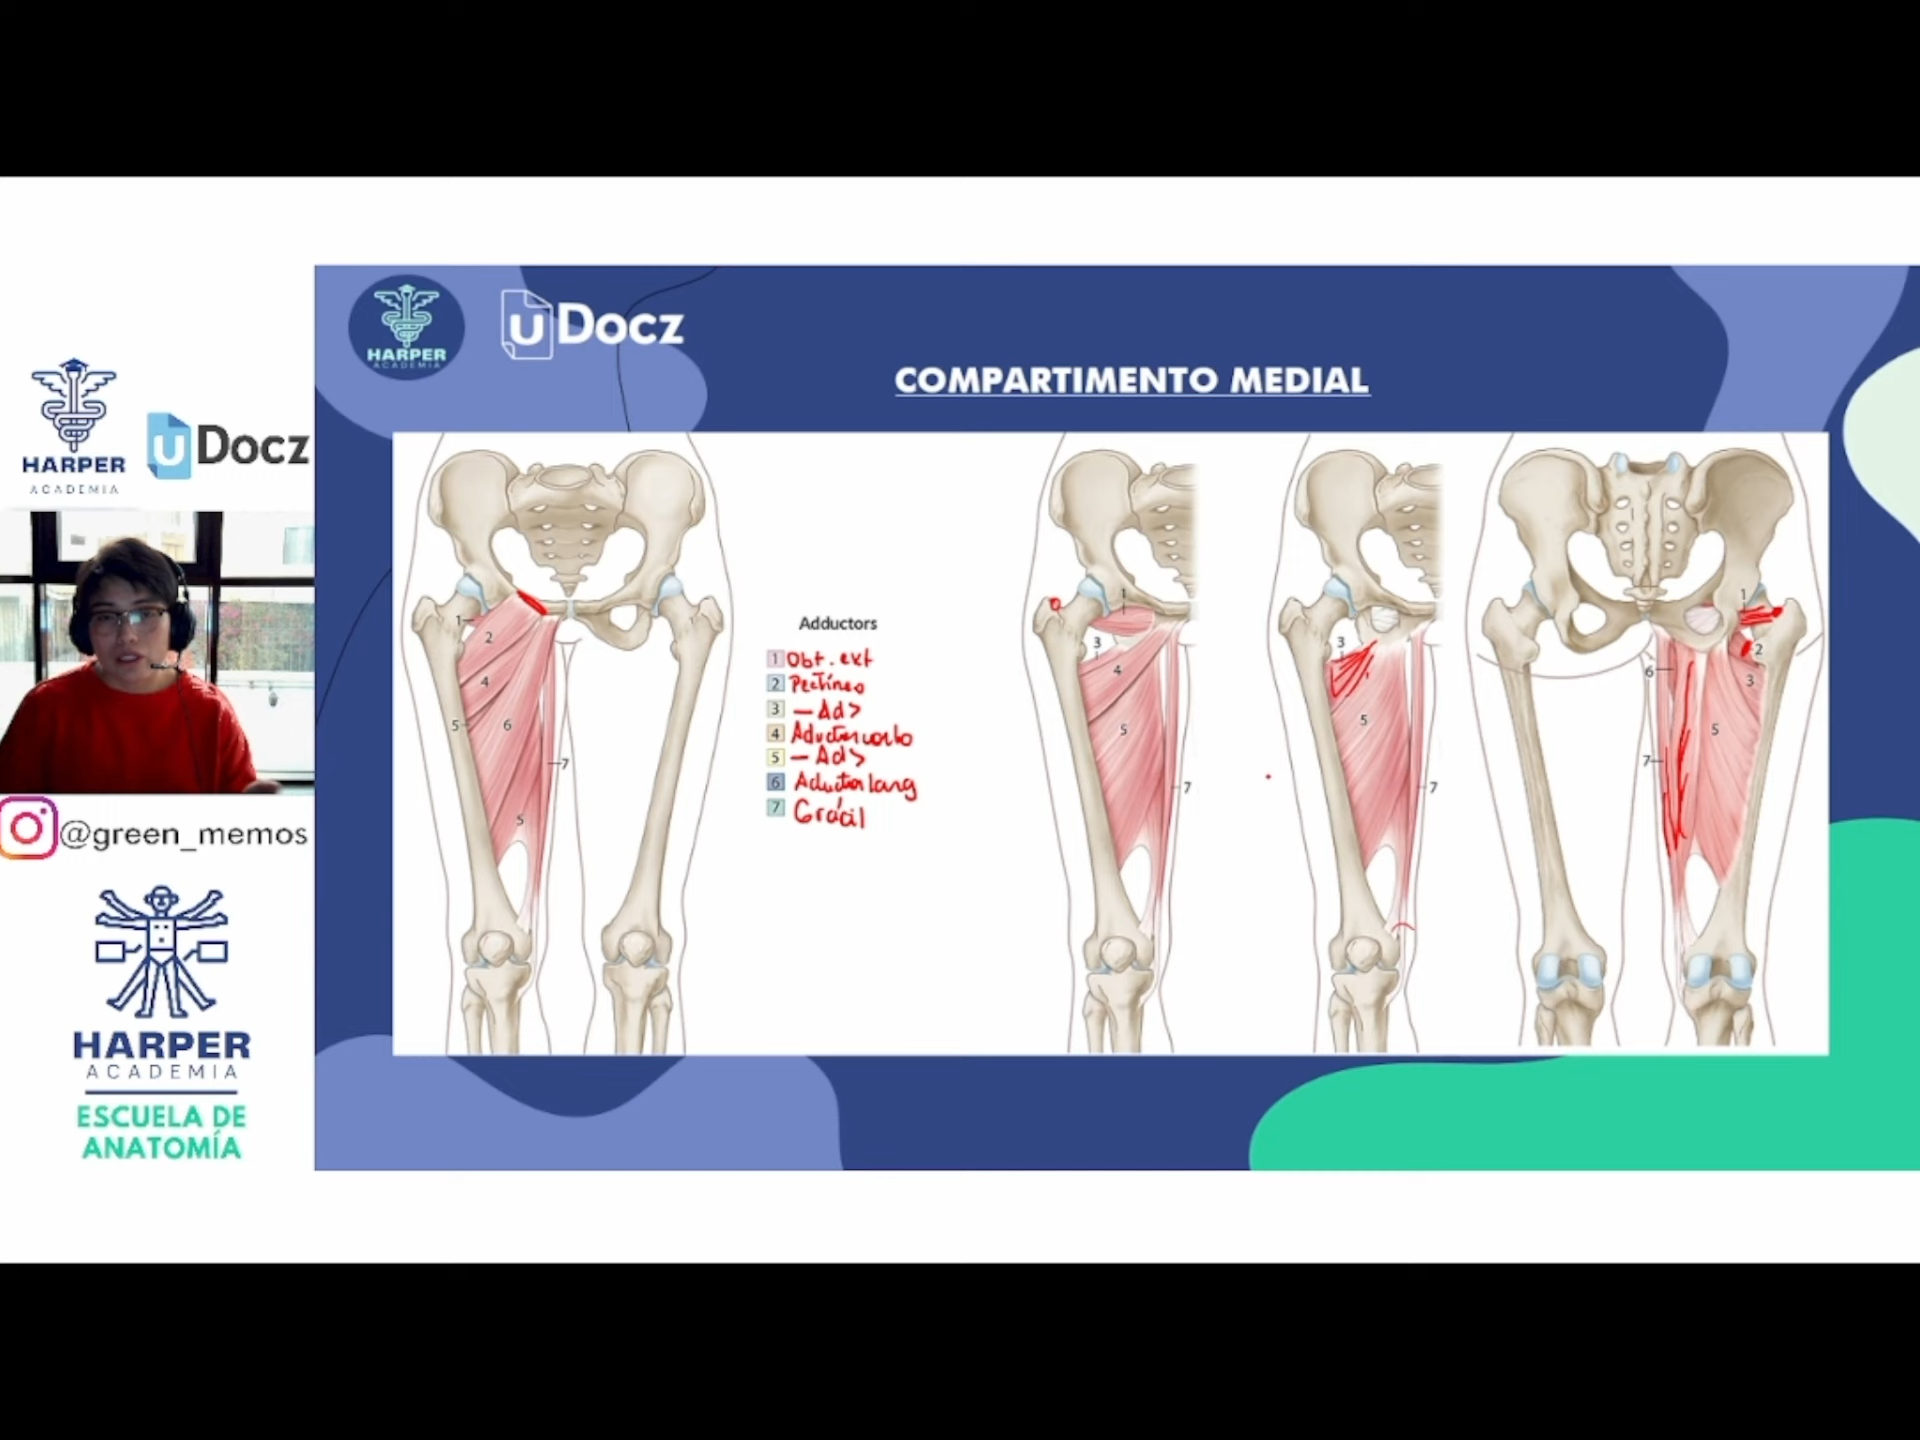 HARPER
ACADEMIA
uDocz
@green_memos
HARPER
ACADEMIA
ESCUELA DE
ANATOMÍA
HARPER
ACADEMIA
uDocz
COMPARTIMENTO MEDIAL
1
2
4
5
6
7
5
Adductors
1 Obt. ext
2 Pectíneo
3 - Ad>
4 Aductor corto
5 - Ad>
6 Aductor larg
7 Grácil
1
3
4
5
7
3
5
7
1
2
3
6
5
7